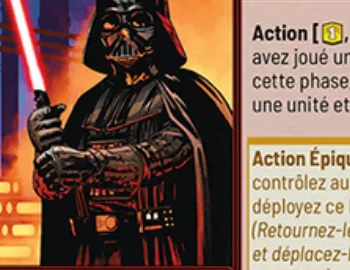 Action [1,
avez joué un
cette phase,
une unité et
Action Épiqu
contrôlez au
déployez ce
(Retournez-le
et déplacez-l